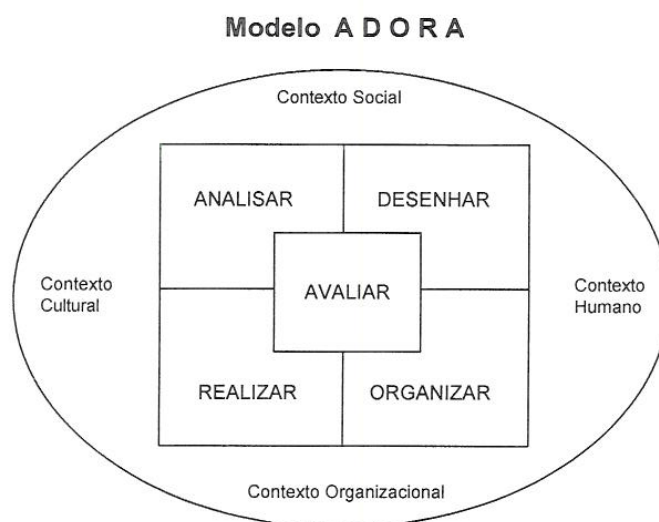 Modelo A D O R A
Contexto Social
ANALISAR
DESENHAR
Contexto
Cultural
AVALIAR
Contexto
Humano
REALIZAR
ORGANIZAR
Contexto Organizacional